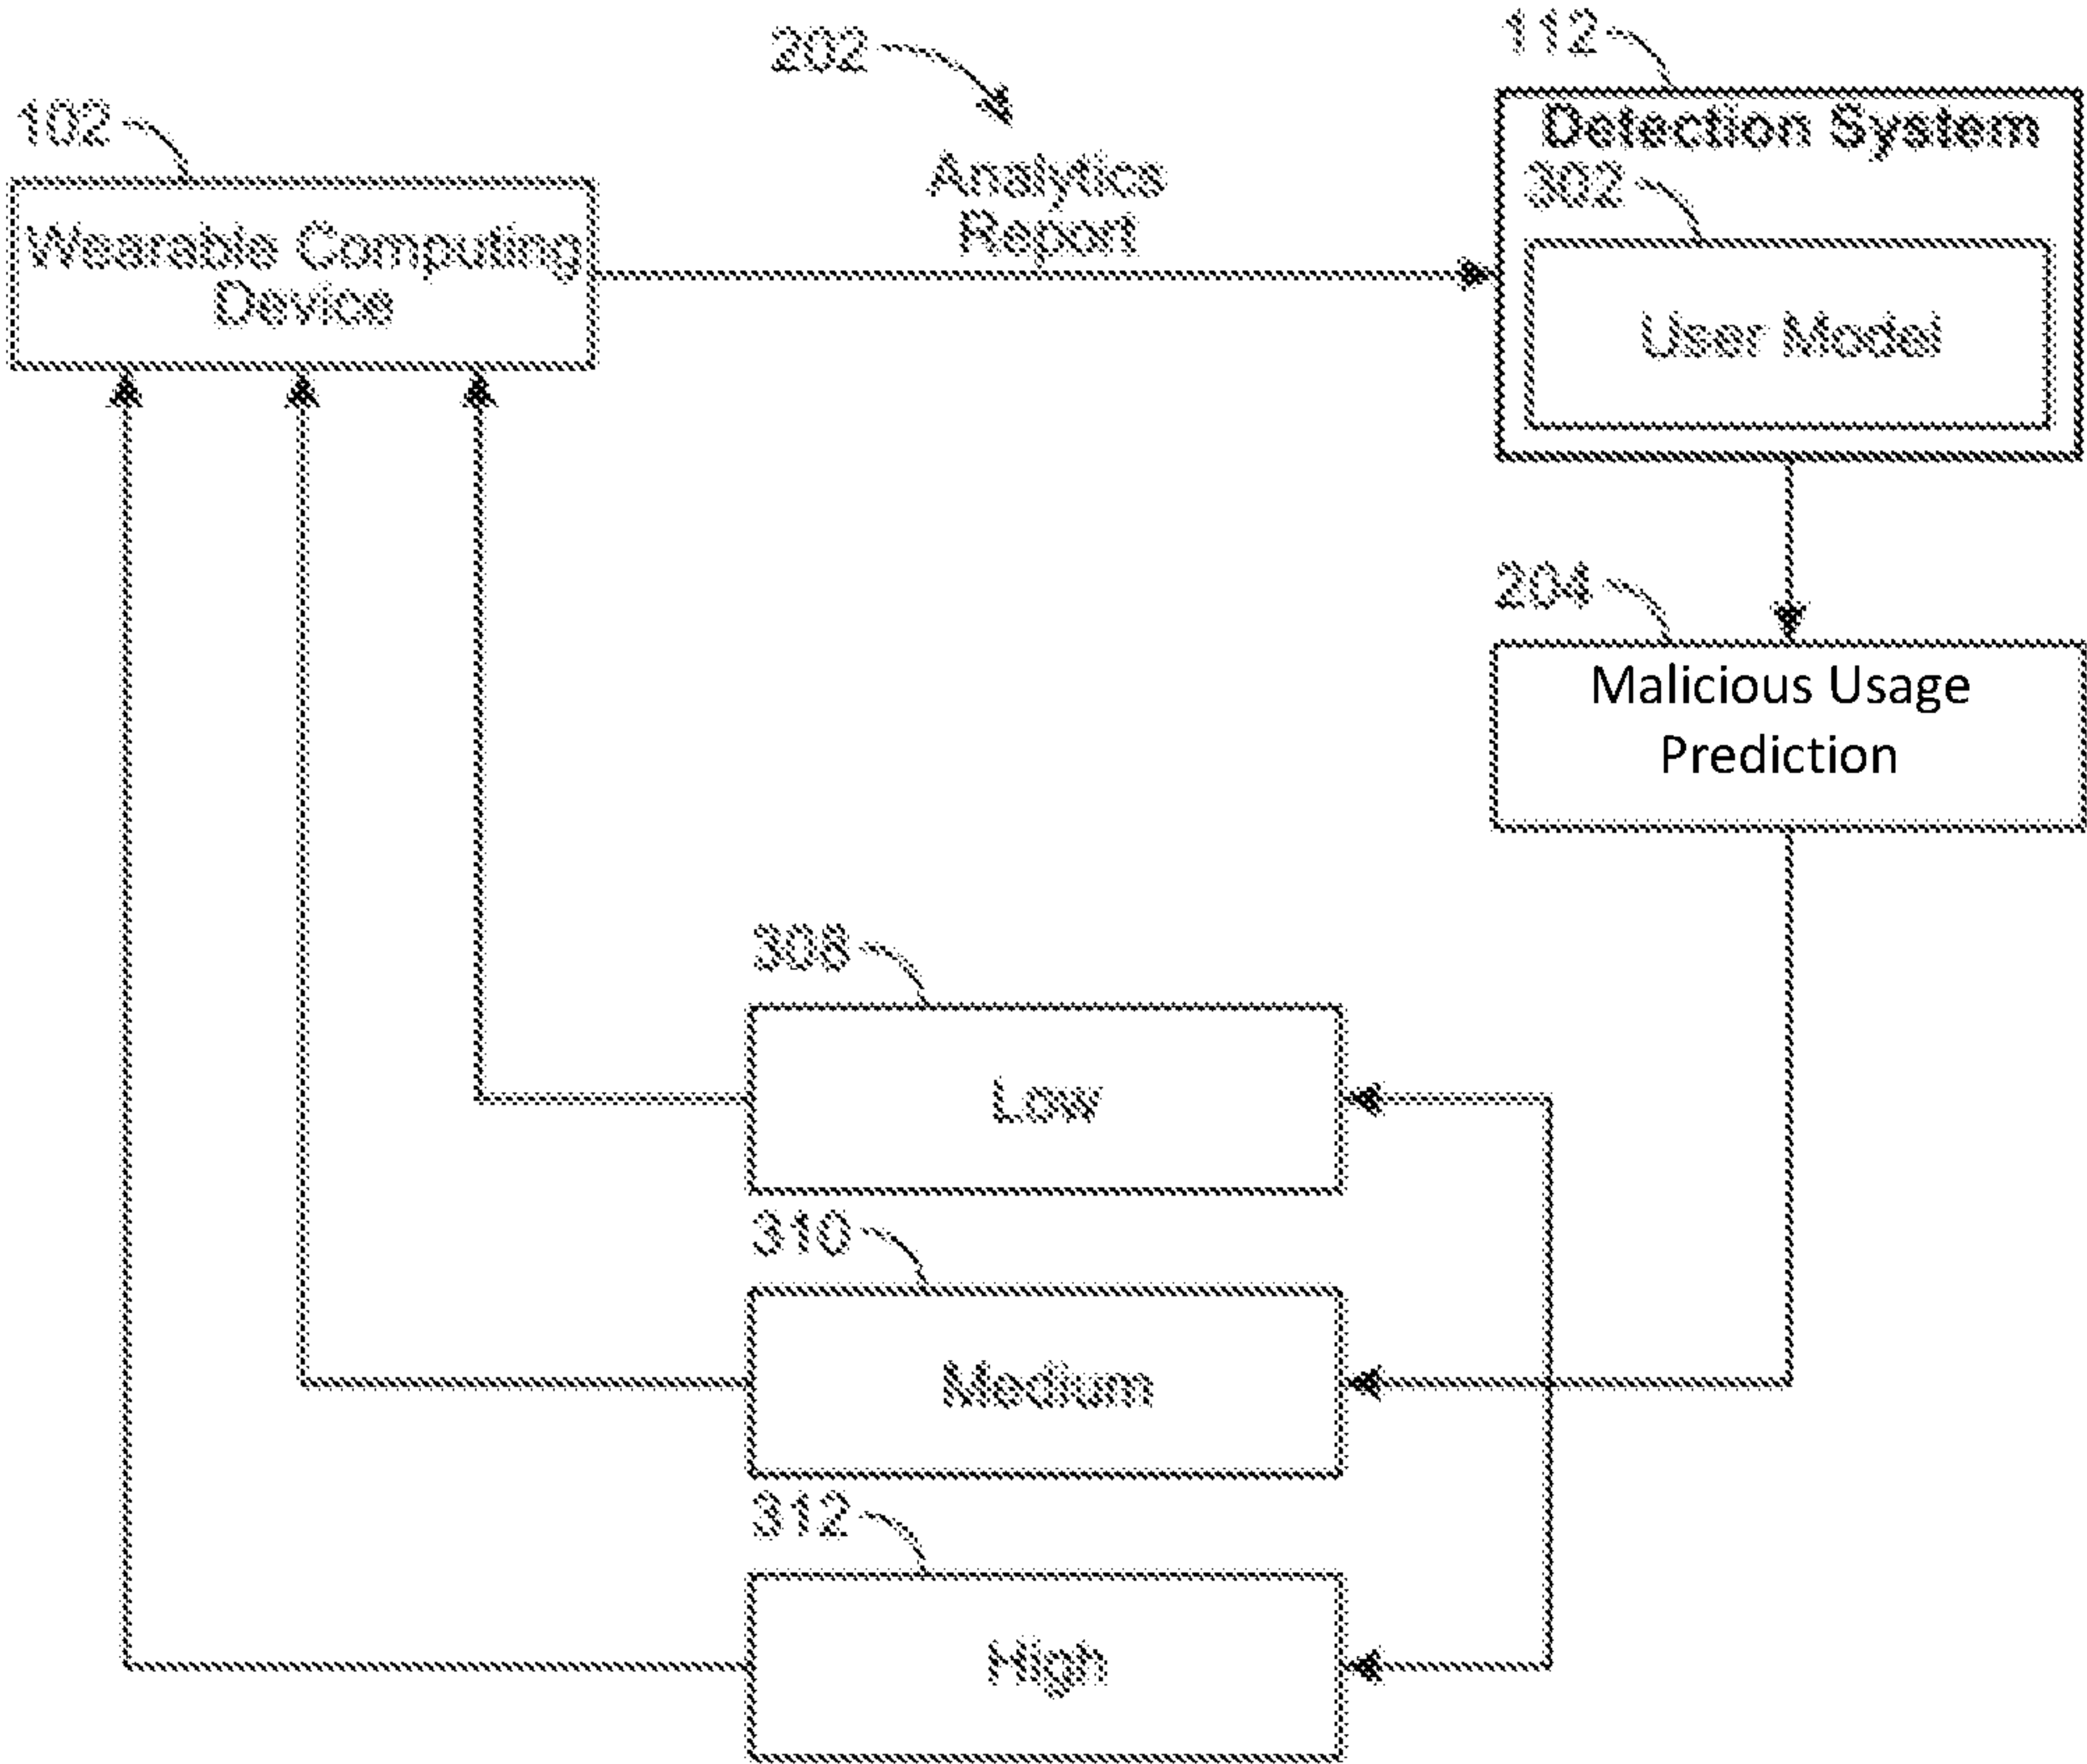 202
112
102
Analytics
Report
Detection System
302
Wearable Computing
Device
User Model
204
Malicious Usage
Prediction
308
Low
310
Medium
312
High